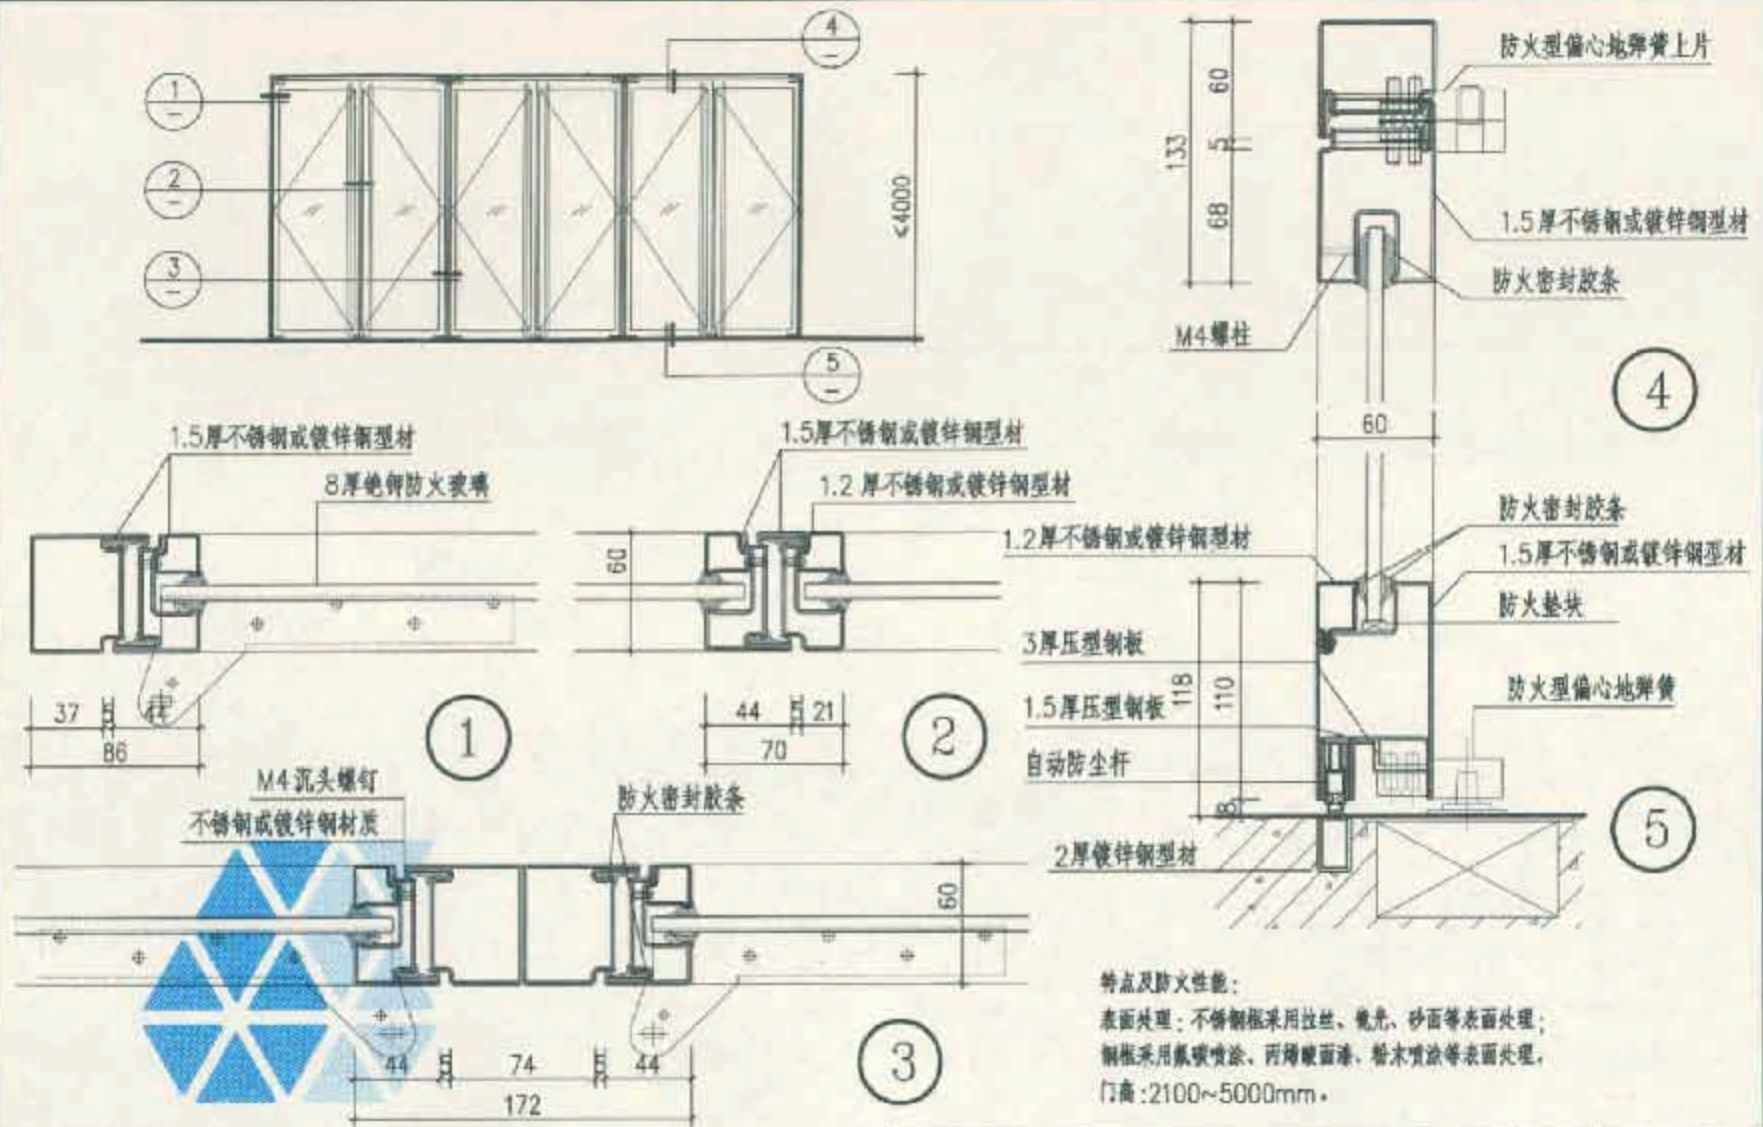 1
2
3
4
5
<4000
防火型偏心地弹簧上片
60
5
133
68
1.5厚不锈钢或镀锌钢型材
防火密封胶条
M4螺柱
4
60
1.5厚不锈钢或镀锌钢型材
8厚铯钾防火玻璃
37 5 44
86
1
1.5厚不锈钢或镀锌钢型材
1.2厚不锈钢或镀锌钢型材
60
44 5 21
70
2
防火密封胶条
1.2厚不锈钢或镀锌钢型材
1.5厚不锈钢或镀锌钢型材
防火垫块
3厚压型钢板
118
110
防火型偏心地弹簧
1.5厚压型钢板
自动防尘杆
8
2厚镀锌钢型材
5
M4沉头螺钉
不锈钢或镀锌钢材质
防火密封胶条
60
44 5 74 5 44
172
3
特点及防火性能:
表面处理:不锈钢框采用拉丝、镜光、砂面等表面处理;
钢框采用氟碳喷涂、丙烯酸面漆、粉末喷涂等表面处理。
门高:2100~5000mm。